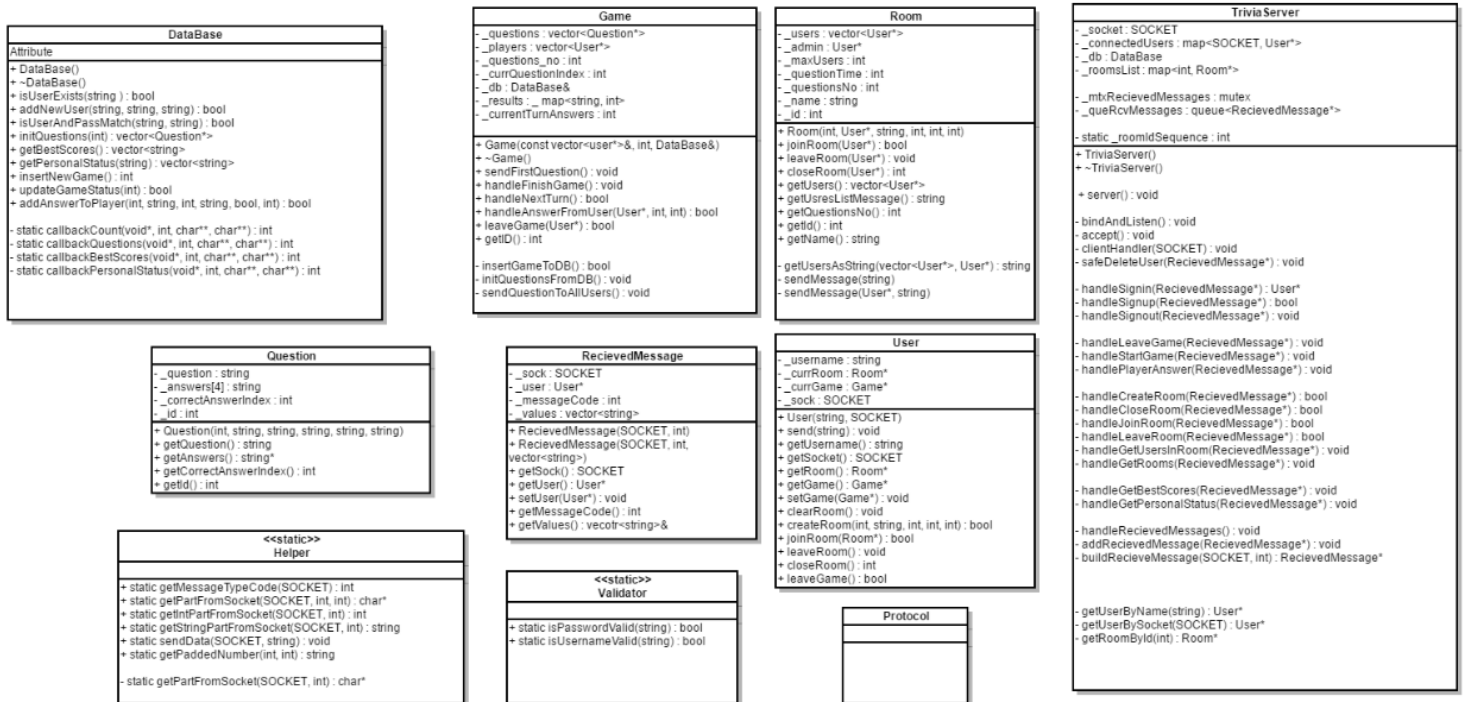 DataBase
Attribute
+ DataBase()
+ ~DataBase()
+ isUserExists(string ) : bool
+ addNewUser(string, string, string) : bool
+ isUserAndPassMatch(string, string) : bool
+ initQuestions(int) : vector<Question*>
+ getBestScores() : vector<string>
+ getPersonalStatus(string) : vector<string>
+ insertNewGame() : int
+ updateGameStatus(int) : bool
+ addAnswerToPlayer(int, string, int, string, bool, int) : bool
- static callbackCount(void*, int, char**, char**) : int
- static callbackQuestions(void*, int, char**, char**) : int
- static callbackBestScores(void*, int, char**, char**) : int
- static callbackPersonalStatus(void*, int, char**, char**) : int
Game
- _questions : vector<Question*>
- _players : vector<User*>
- _questions_no : int
- _currQuestionIndex : int
- _db : DataBase&
- _results : _ map<string, int>
- _currentTurnAnswers : int
+ Game(const vector<user*>&, int, DataBase&)
+ ~Game()
+ sendFirstQuestion() : void
+ handleFinishGame() : void
+ handleNextTurn() : bool
+ handleAnswerFromUser(User*, int, int) : bool
+ leaveGame(User*) : bool
+ getID() : int
- insertGameToDB() : bool
- initQuestionsFromDB() : void
- sendQuestionToAllUsers() : void
Room
- _users : vector<User*>
- _admin : User*
- _maxUsers : int
- _questionTime : int
- _questionsNo : int
- _name : string
- _id : int
+ Room(int, User*, string, int, int, int)
+ joinRoom(User*) : bool
+ leaveRoom(User*) : void
+ closeRoom(User*) : int
+ getUsers() : vector<User*>
+ getUsresListMessage() : string
+ getQuestionsNo() : int
+ getId() : int
+ getName() : string
- getUsersAsString(vector<User*>, User*) : string
- sendMessage(string)
- sendMessage(User*, string)
TriviaServer
- _socket : SOCKET
- _connectedUsers : map<SOCKET, User*>
- _db : DataBase
- _roomsList : map<int, Room*>
- _mtxRecievedMessages : mutex
- _queRcvMessages : queue<RecievedMessage*>
- static _roomIdSequence : int
+ TriviaServer()
+ ~TriviaServer()
+ server() : void
- bindAndListen() : void
- accept() : void
- clientHandler(SOCKET) : void
- safeDeleteUser(RecievedMessage*) : void
- handleSignin(RecievedMessage*) : User*
- handleSignup(RecievedMessage*) : bool
- handleSignout(RecievedMessage*) : void
- handleLeaveGame(RecievedMessage*) : void
- handleStartGame(RecievedMessage*) : void
- handlePlayerAnswer(RecievedMessage*) : void
- handleCreateRoom(RecievedMessage*) : bool
- handleCloseRoom(RecievedMessage*) : bool
- handleJoinRoom(RecievedMessage*) : bool
- handleLeaveRoom(RecievedMessage*) : bool
- handleGetUsersInRoom(RecievedMessage*) : void
- handleGetRooms(RecievedMessage*) : void
- handleGetBestScores(RecievedMessage*) : void
- handleGetPersonalStatus(RecievedMessage*) : void
- handleRecievedMessages() : void
- addRecievedMessage(RecievedMessage*) : void
- buildRecieveMessage(SOCKET, int) : RecievedMessage*
- getUserByName(string) : User*
- getUserBySocket(SOCKET) : User*
- getRoomById(int) : Room*
Question
- _question : string
- _answers[4] : string
- _correctAnswerIndex : int
- _id : int
+ Question(int, string, string, string, string, string)
+ getQuestion() : string
+ getAnswers() : string*
+ getCorrectAnswerIndex() : int
+ getId() : int
RecievedMessage
- _sock : SOCKET
- _user : User*
- _messageCode : int
- _values : vector<string>
+ RecievedMessage(SOCKET, int)
+ RecievedMessage(SOCKET, int,
vector<string>)
+ getSock() : SOCKET
+ getUser() : User*
+ setUser(User*) : void
+ getMessageCode() : int
+ getValues() : vecotr<string>&
User
- _username : string
- _currRoom : Room*
- _currGame : Game*
- _sock : SOCKET
+ User(string, SOCKET)
+ send(string) : void
+ getUsername() : string
+ getSocket() : SOCKET
+ getRoom() : Room*
+ getGame() : Game*
+ setGame(Game*) : void
+ clearRoom() : void
+ createRoom(int, string, int, int, int) : bool
+ joinRoom(Room*) : bool
+ leaveRoom() : void
+ closeRoom() : int
+ leaveGame() : bool
<<static>>
Helper
+ static getMessageTypeCode(SOCKET) : int
+ static getPartFromSocket(SOCKET, int, int) : char*
+ static getIntPartFromSocket(SOCKET, int) : int
+ static getStringPartFromSocket(SOCKET, int) : string
+ static sendData(SOCKET, string) : void
+ static getPaddedNumber(int, int) : string
- static getPartFromSocket(SOCKET, int) : char*
<<static>>
Validator
+ static isPasswordValid(string) : bool
+ static isUsernameValid(string) : bool
Protocol